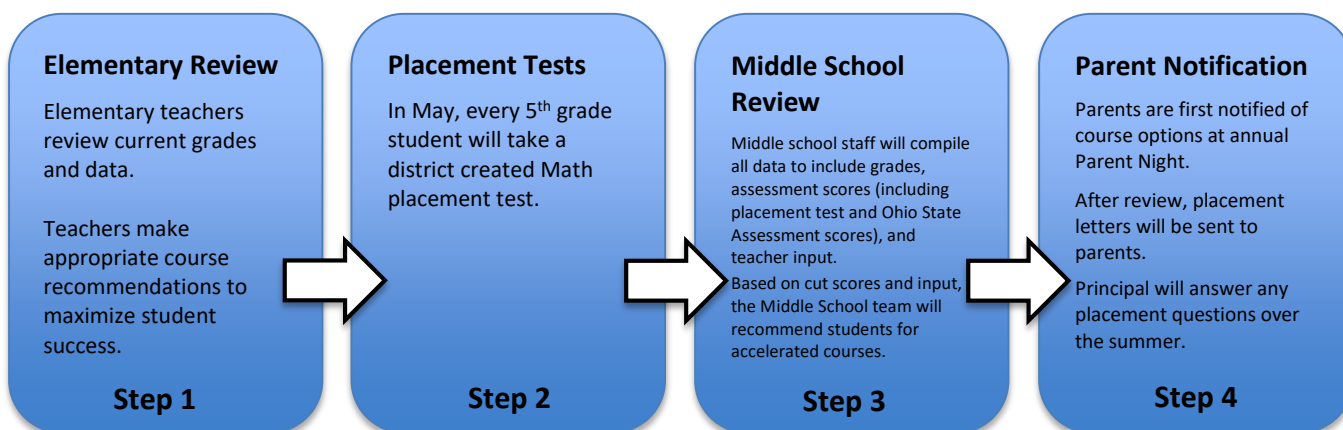 Elementary Review
Elementary teachers
review current grades
and data.
Teachers make
appropriate course
recommendations to
maximize student
success.
Step 1
Placement Tests
In May, every 5th grade
student will take a
district created Math
placement test.
Step 2
Middle School
Review
Middle school staff will compile
all data to include grades,
assessment scores (including
placement test and Ohio State
Assessment scores), and
teacher input.
Based on cut scores and input,
the Middle School team will
recommend students for
accelerated courses.
Step 3
Parent Notification
Parents are first notified of
course options at annual
Parent Night.
After review, placement
letters will be sent to
parents.
Principal will answer any
placement questions over
the summer.
Step 4